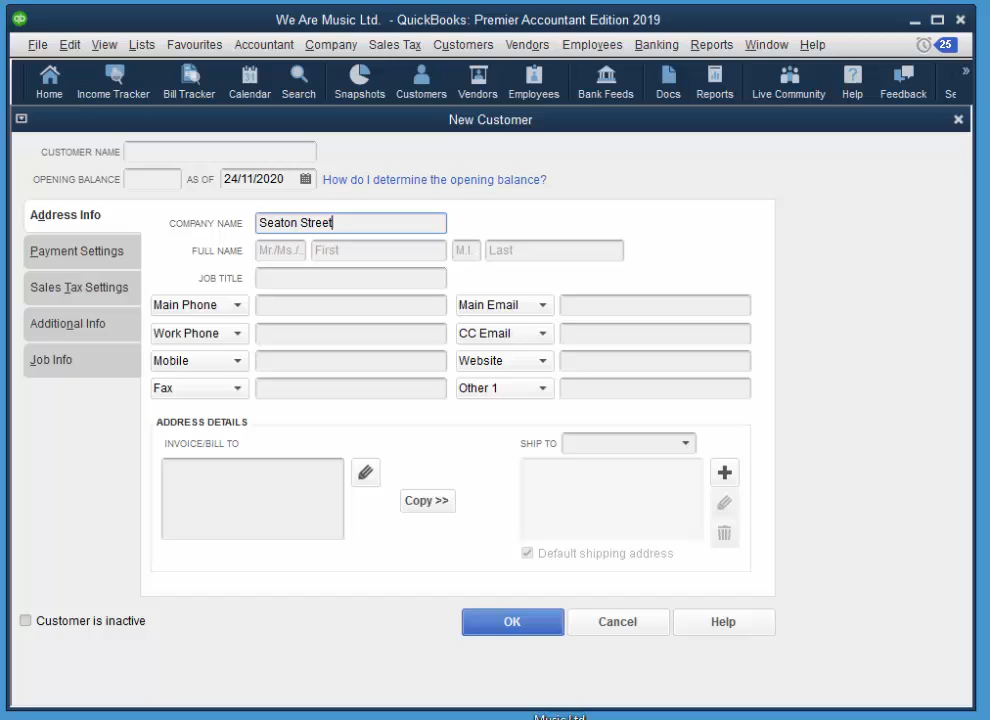 We Are Music Ltd. - QuickBooks: Premier Accountant Edition 2019
File Edit View Lists Favourites Accountant Company Sales Tax Customers Vendors Employees Banking Reports Window Help 25
Home Income Tracker Bill Tracker Calendar Search Snapshots Customers Vendors Employees Bank Feeds Docs Reports Live Community Help Feedback Se
New Customer
CUSTOMER NAME
OPENING BALANCE AS OF 24/11/2020 How do I determine the opening balance?
Address Info
COMPANY NAME Seaton Street
Payment Settings
FULL NAME Mr./Ms./.. First M.I. Last
JOB TITLE
Sales Tax Settings
Main Phone Main Email
Additional Info
Work Phone CC Email
Job Info
Mobile Website
Fax Other 1
ADDRESS DETAILS
INVOICE/BILL TO SHIP TO
Copy >>
Default shipping address
Customer is inactive OK Cancel Help
Music Ltd